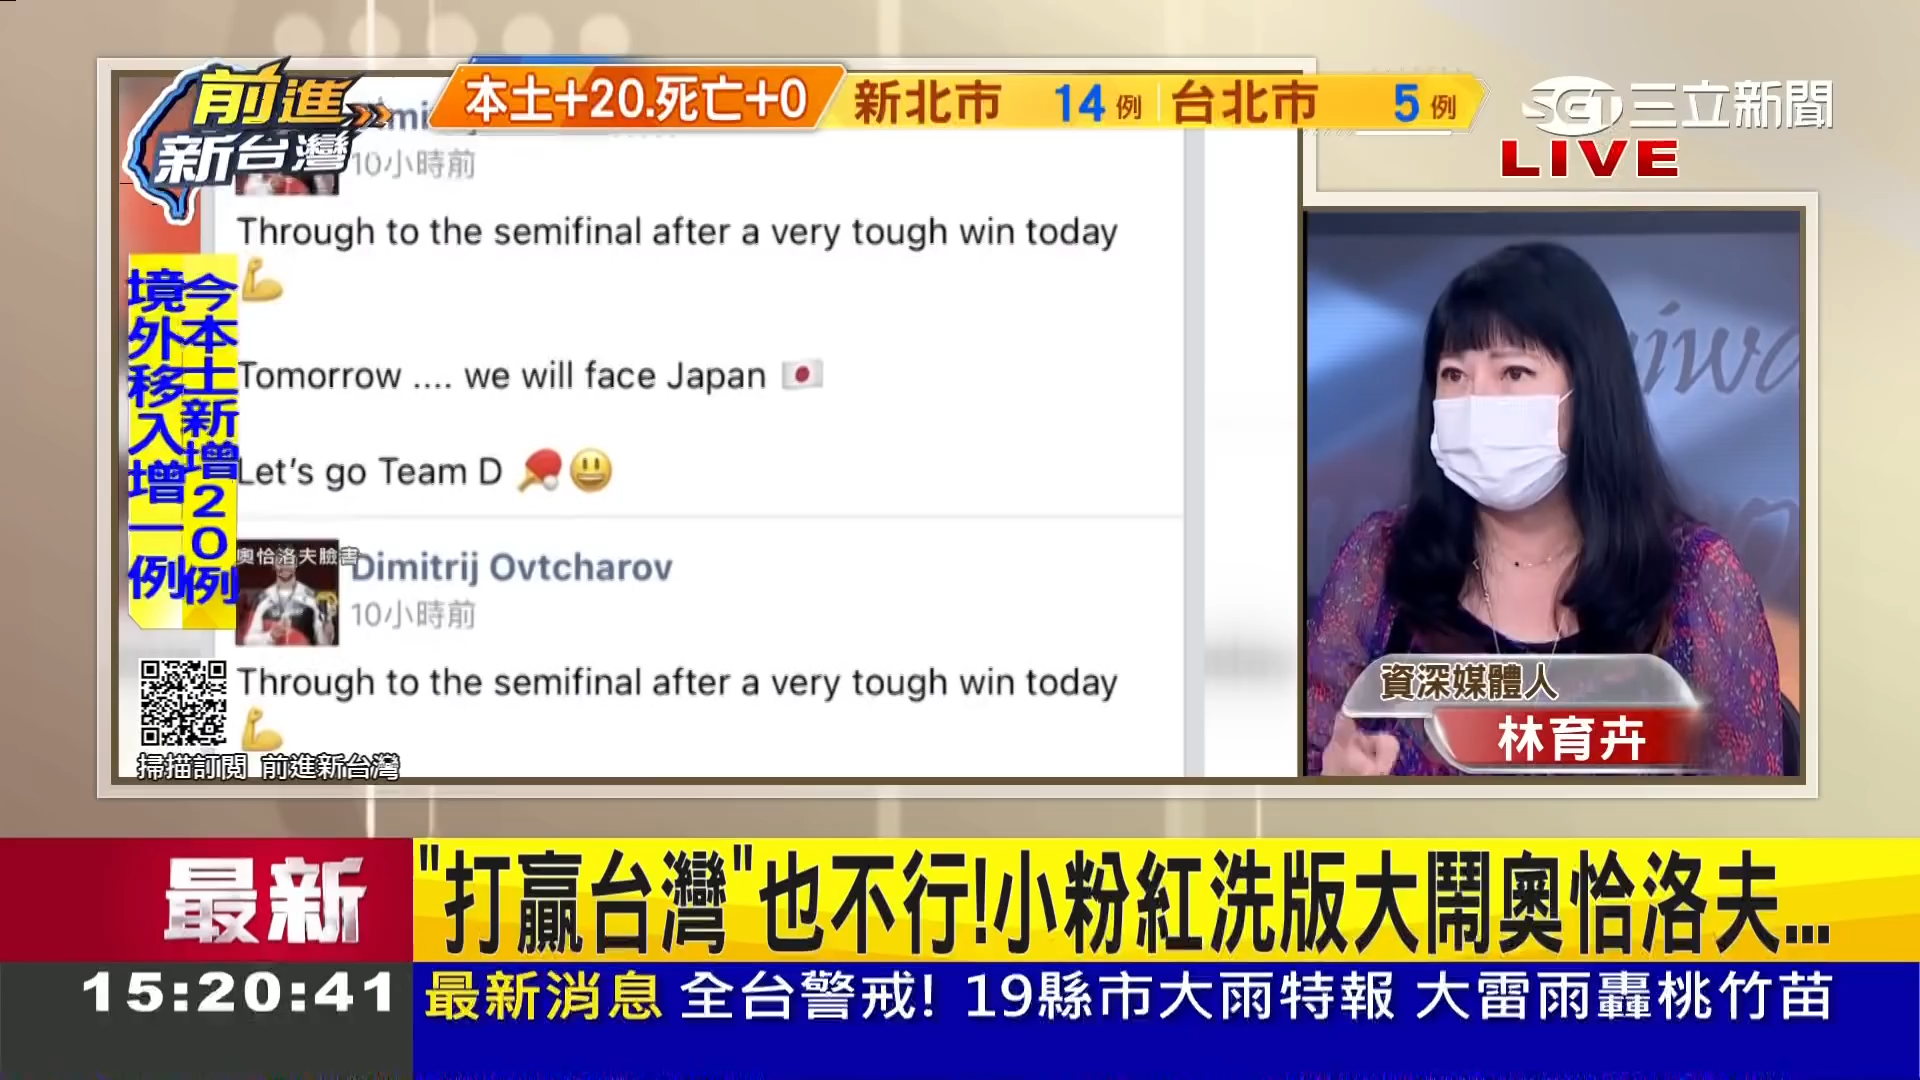 前進新台灣
本土+20.死亡+0 新北市 14例 台北市 5例
SET三立新聞
LIVE
10小時前
Through to the semifinal after a very tough win today
💪
Tomorrow .... we will face Japan 🇯🇵
Let's go Team D 🏓😃
奧恰洛夫臉書
Dimitrij Ovtcharov
10小時前
Through to the semifinal after a very tough win today
💪
今本土新增20例
境外移入增一例
掃描訂閱 前進新台灣
資深媒體人
林育卉
最新
"打贏台灣"也不行!小粉紅洗版大鬧奧恰洛夫...
15:20:41
最新消息 全台警戒! 19縣市大雨特報 大雷雨轟桃竹苗